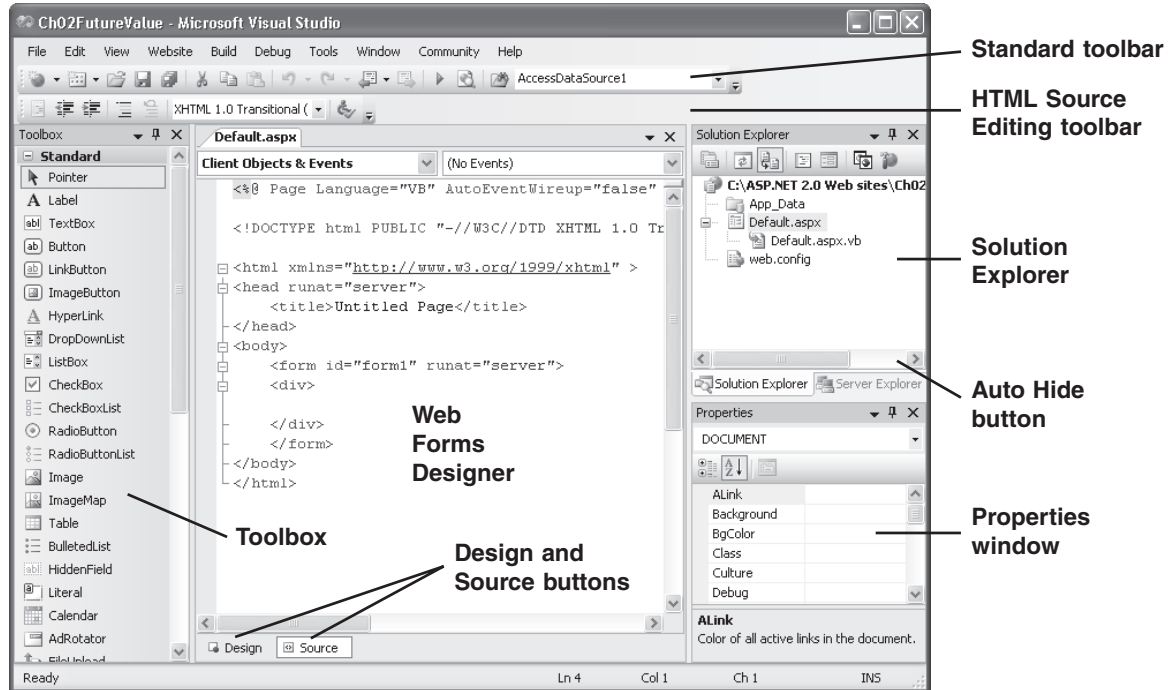 Ch02FutureValue - Microsoft Visual Studio
File Edit View Website Build Debug Tools Window Community Help
AccessDataSource1
XHTML 1.0 Transitional (
Standard toolbar
HTML Source
Editing toolbar
Toolbox
Standard
Pointer
Label
TextBox
Button
LinkButton
ImageButton
HyperLink
DropDownList
ListBox
CheckBox
CheckBoxList
RadioButton
RadioButtonList
Image
ImageMap
Table
BulletedList
HiddenField
Literal
Calendar
AdRotator
FileUpload
Default.aspx
Client Objects & Events (No Events)
<%@ Page Language="VB" AutoEventWireup="false"
<!DOCTYPE html PUBLIC "-//W3C//DTD XHTML 1.0 Tr
<html xmlns="http://www.w3.org/1999/xhtml" >
<head runat="server">
<title>Untitled Page</title>
</head>
<body>
<form id="form1" runat="server">
<div>
</div>
</form>
</body>
</html>
Web
Forms
Designer
Toolbox
Design and
Source buttons
Design Source
Solution Explorer
C:\ASP.NET 2.0 Web sites\Ch02
App_Data
Default.aspx
Default.aspx.vb
web.config
Solution Explorer Server Explorer
Solution
Explorer
Auto Hide
button
Properties
DOCUMENT
ALink
Background
BgColor
Class
Culture
Debug
ALink
Color of all active links in the document.
Properties
window
Ready Ln 4 Col 1 Ch 1 INS